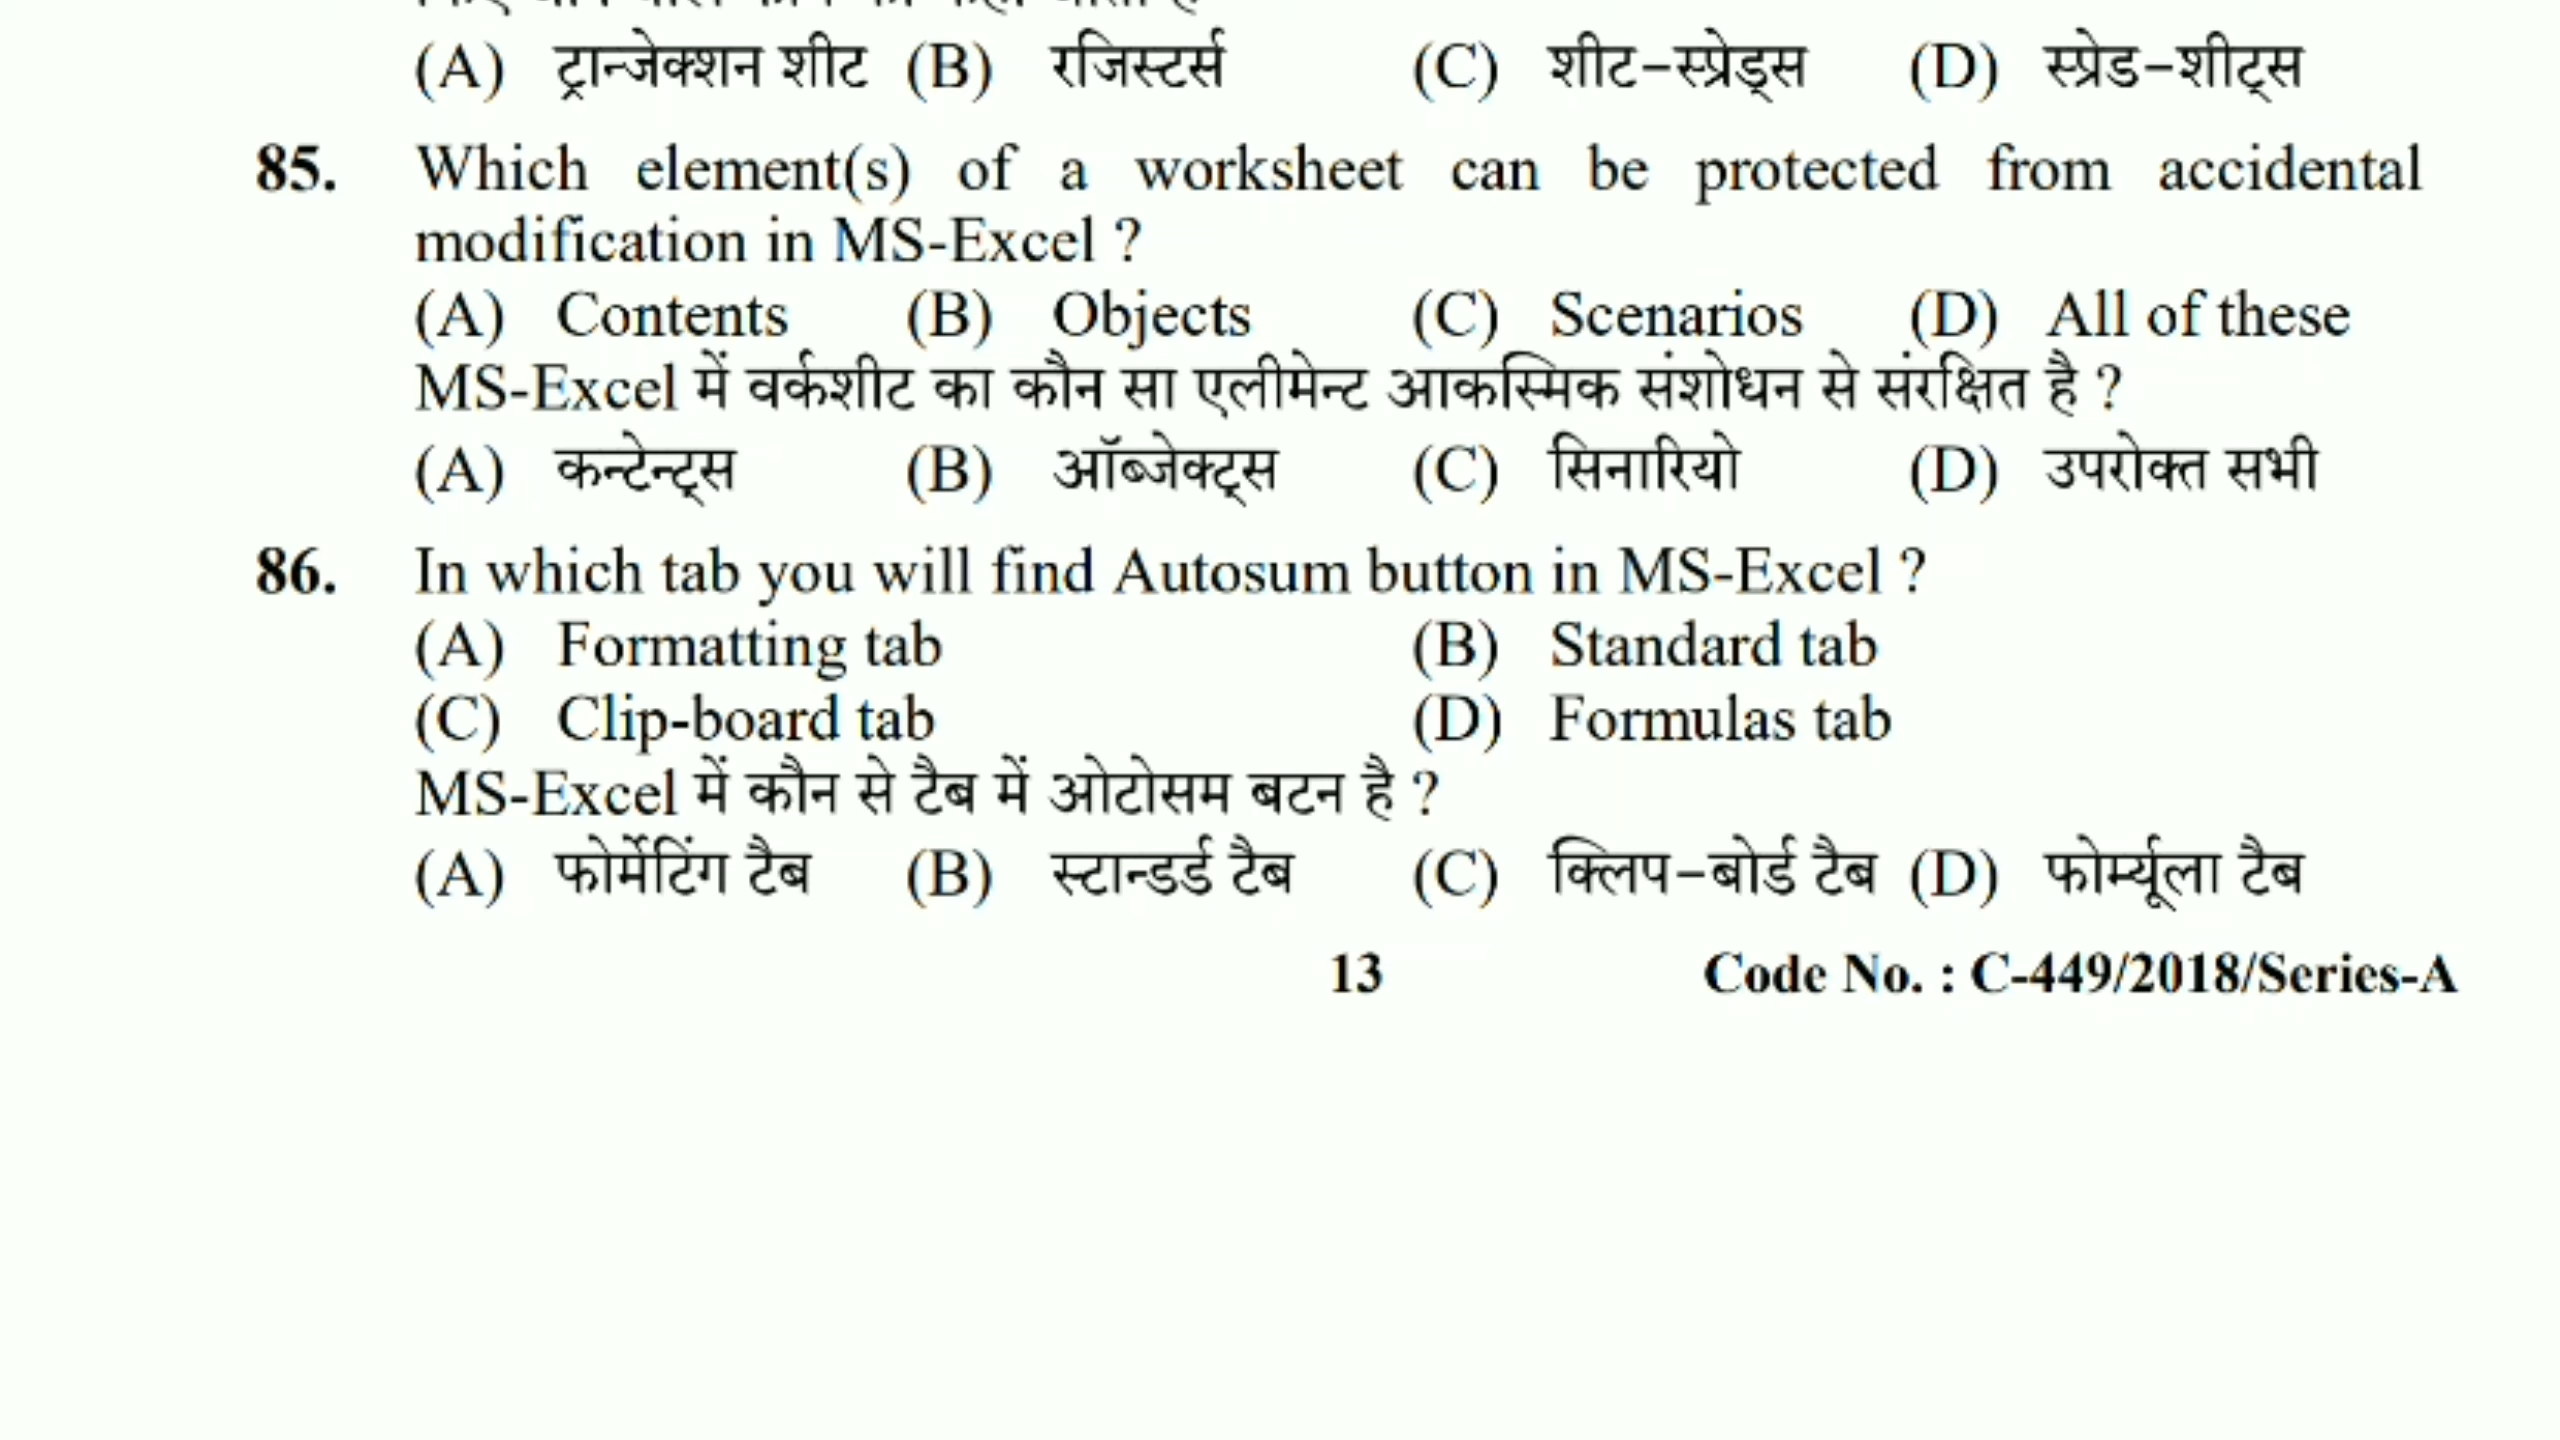 (A) ट्रान्जेक्शन शीट (B) रजिस्टर्स (C) शीट-स्प्रेड्स (D) स्प्रेड-शीट्स
85. Which element(s) of a worksheet can be protected from accidental
modification in MS-Excel ?
(A) Contents (B) Objects (C) Scenarios (D) All of these
MS-Excel में वर्कशीट का कौन सा एलीमेन्ट आकस्मिक संशोधन से संरक्षित है ?
(A) कन्टेन्ट्स (B) ऑब्जेक्ट्स (C) सिनारियो (D) उपरोक्त सभी
86. In which tab you will find Autosum button in MS-Excel ?
(A) Formatting tab (B) Standard tab
(C) Clip-board tab (D) Formulas tab
MS-Excel में कौन से टैब में ओटोसम बटन है ?
(A) फोर्मेटिंग टैब (B) स्टान्डर्ड टैब (C) क्लिप-बोर्ड टैब (D) फोर्म्यूला टैब
13 Code No. : C-449/2018/Series-A